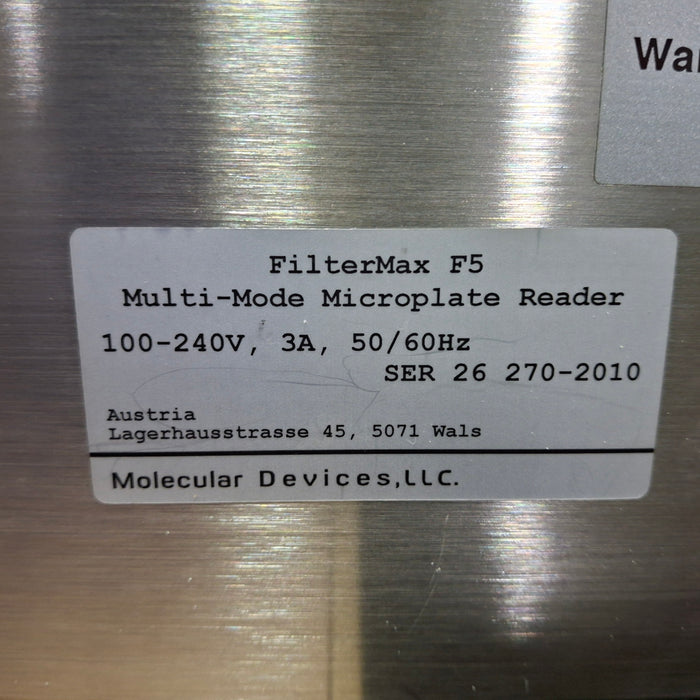 Wa
FilterMax F5
Multi-Mode Microplate Reader
100-240V, 3A, 50/60Hz
SER 26 270-2010
Austria
Lagerhausstrasse 45, 5071 Wals
Molecular Devices,LLC.